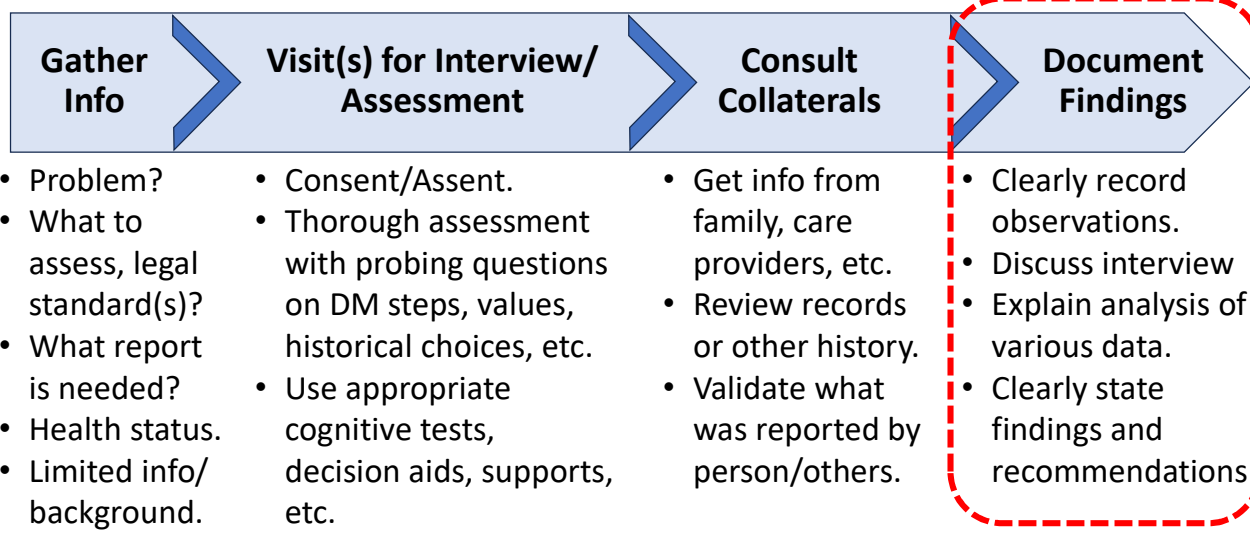 Gather
Info
Visit(s) for Interview/
Assessment
Consult
Collaterals
Document
Findings
• Problem?
• What to
assess, legal
standard(s)?
• What report
is needed?
• Health status.
• Limited info/
background.
• Consent/Assent.
• Thorough assessment
with probing questions
on DM steps, values,
historical choices, etc.
• Use appropriate
cognitive tests,
decision aids, supports,
etc.
• Get info from
family, care
providers, etc.
• Review records
or other history.
• Validate what
was reported by
person/others.
• Clearly record
observations.
• Discuss interview
• Explain analysis of
various data.
• Clearly state
findings and
recommendations